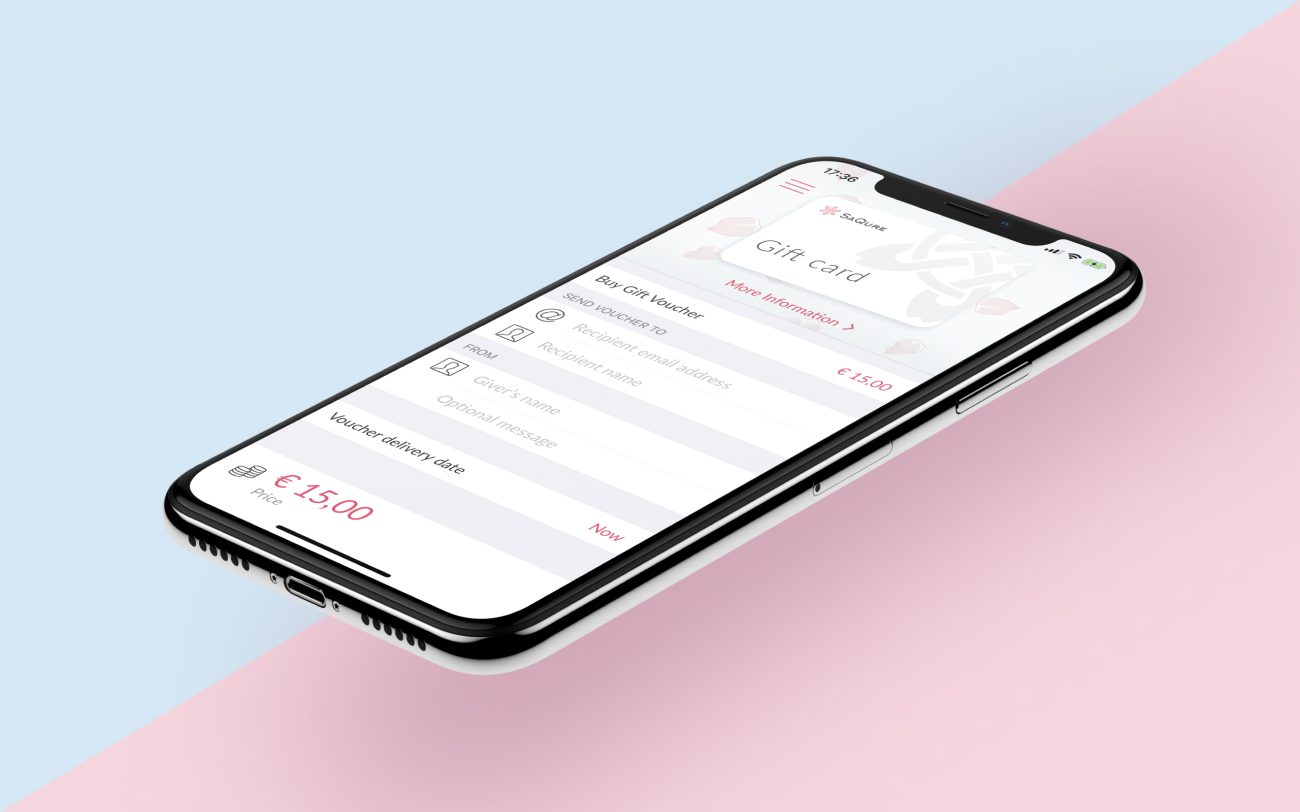 17:36
SAQURE
Gift card
More Information
Buy Gift Voucher
€ 15,00
SEND VOUCHER TO
@
Recipient email address
Recipient name
FROM
Giver's name
Optional message
Voucher delivery date
Now
€ 15,00
Price